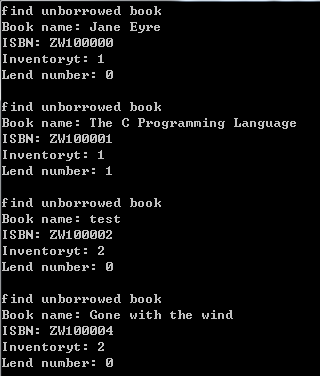 find unborrowed book
Book name: Jane Eyre
ISBN: ZW100000
Inventoryt: 1
Lend number: 0
find unborrowed book
Book name: The C Programming Language
ISBN: ZW100001
Inventoryt: 1
Lend number: 1
find unborrowed book
Book name: test
ISBN: ZW100002
Inventoryt: 2
Lend number: 0
find unborrowed book
Book name: Gone with the wind
ISBN: ZW100004
Inventoryt: 2
Lend number: 0